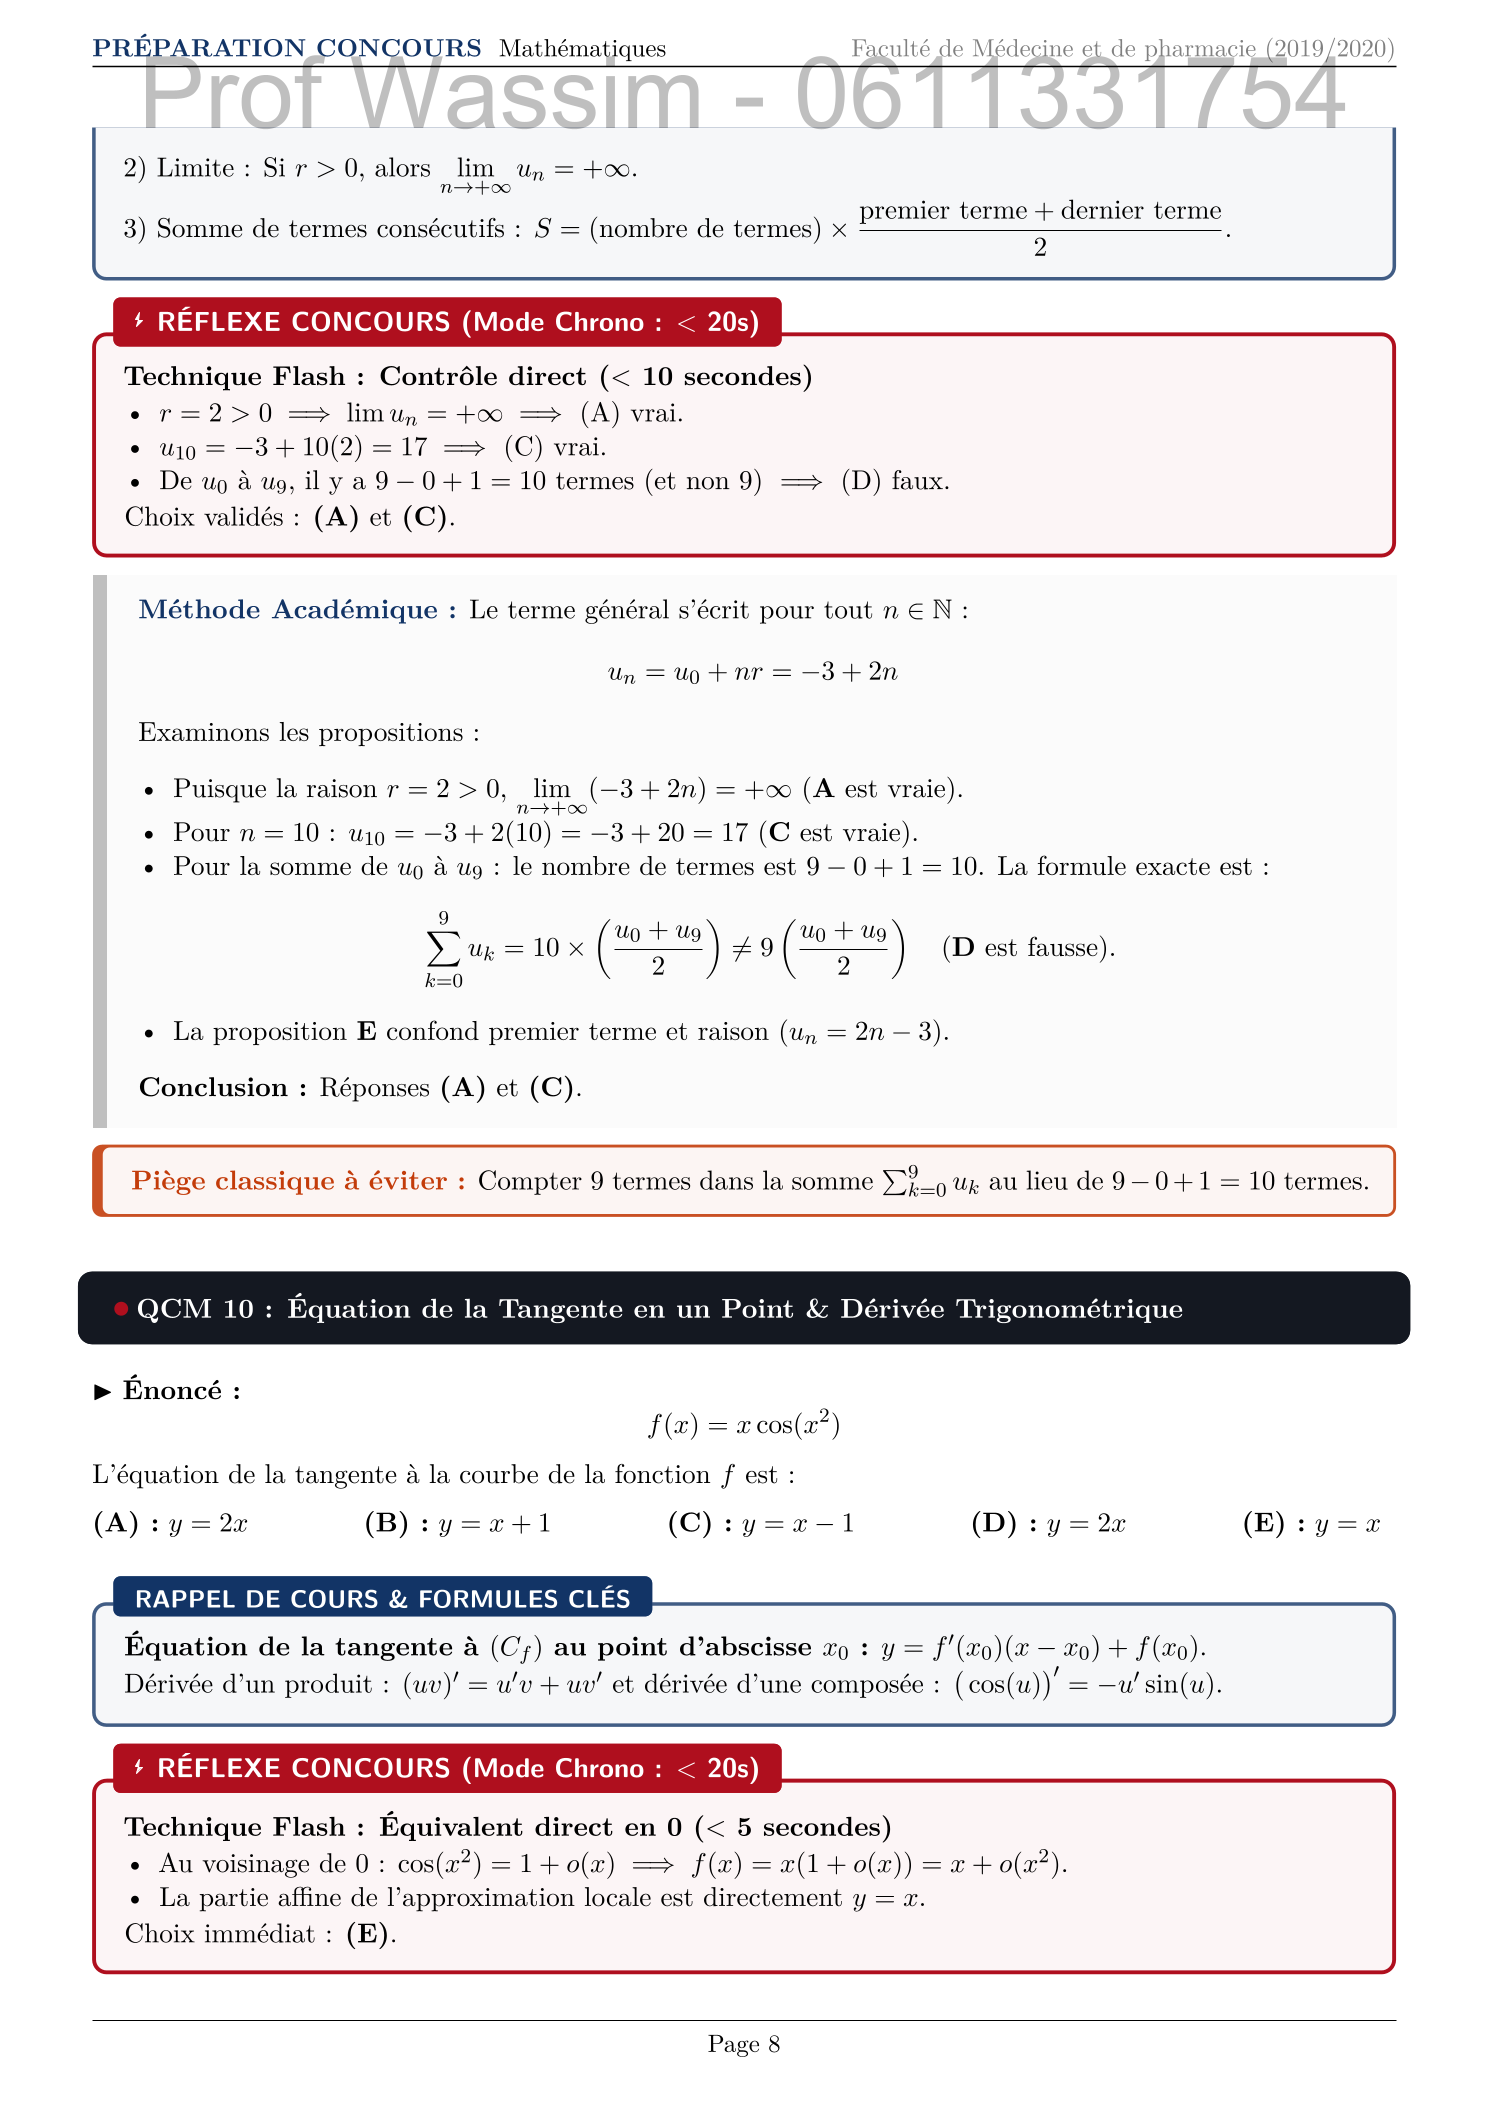 PRÉPARATION CONCOURS Mathématiques Faculté de Médecine et de pharmacie (2019/2020)
Prof Wassim - 0611331754
2) Limite : Si r > 0, alors lim_{n→+∞} u_n = +∞.
3) Somme de termes consécutifs : S = (nombre de termes) × (premier terme + dernier terme)/2.
RÉFLEXE CONCOURS (Mode Chrono : < 20s)
Technique Flash : Contrôle direct (< 10 secondes)
• r = 2 > 0 ⟹ lim u_n = +∞ ⟹ (A) vrai.
• u_10 = −3 + 10(2) = 17 ⟹ (C) vrai.
• De u_0 à u_9, il y a 9 − 0 + 1 = 10 termes (et non 9) ⟹ (D) faux.
Choix validés : (A) et (C).
Méthode Académique : Le terme général s'écrit pour tout n ∈ ℕ :
u_n = u_0 + nr = −3 + 2n
Examinons les propositions :
• Puisque la raison r = 2 > 0, lim_{n→+∞} (−3 + 2n) = +∞ (A est vraie).
• Pour n = 10 : u_10 = −3 + 2(10) = −3 + 20 = 17 (C est vraie).
• Pour la somme de u_0 à u_9 : le nombre de termes est 9 − 0 + 1 = 10. La formule exacte est :
∑_{k=0}^{9} u_k = 10 × ((u_0 + u_9)/2) ≠ 9 ((u_0 + u_9)/2) (D est fausse).
• La proposition E confond premier terme et raison (u_n = 2n − 3).
Conclusion : Réponses (A) et (C).
Piège classique à éviter : Compter 9 termes dans la somme ∑_{k=0}^{9} u_k au lieu de 9 − 0 + 1 = 10 termes.
● QCM 10 : Équation de la Tangente en un Point & Dérivée Trigonométrique
▶ Énoncé :
f(x) = x cos(x²)
L'équation de la tangente à la courbe de la fonction f est :
(A) : y = 2x (B) : y = x + 1 (C) : y = x − 1 (D) : y = 2x (E) : y = x
RAPPEL DE COURS & FORMULES CLÉS
Équation de la tangente à (C_f) au point d'abscisse x_0 : y = f′(x_0)(x − x_0) + f(x_0).
Dérivée d'un produit : (uv)′ = u′v + uv′ et dérivée d'une composée : (cos(u))′ = −u′ sin(u).
RÉFLEXE CONCOURS (Mode Chrono : < 20s)
Technique Flash : Équivalent direct en 0 (< 5 secondes)
• Au voisinage de 0 : cos(x²) = 1 + o(x) ⟹ f(x) = x(1 + o(x)) = x + o(x²).
• La partie affine de l'approximation locale est directement y = x.
Choix immédiat : (E).
Page 8